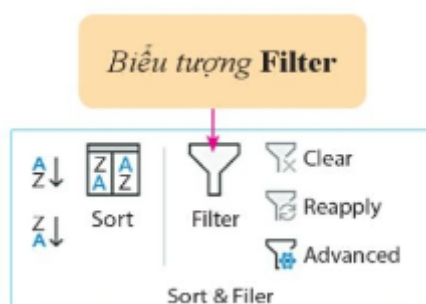 Biểu tượng Filter
A
Z
Z
A
Z A
A Z
Sort
Filter
Clear
Reapply
Advanced
Sort & Filer